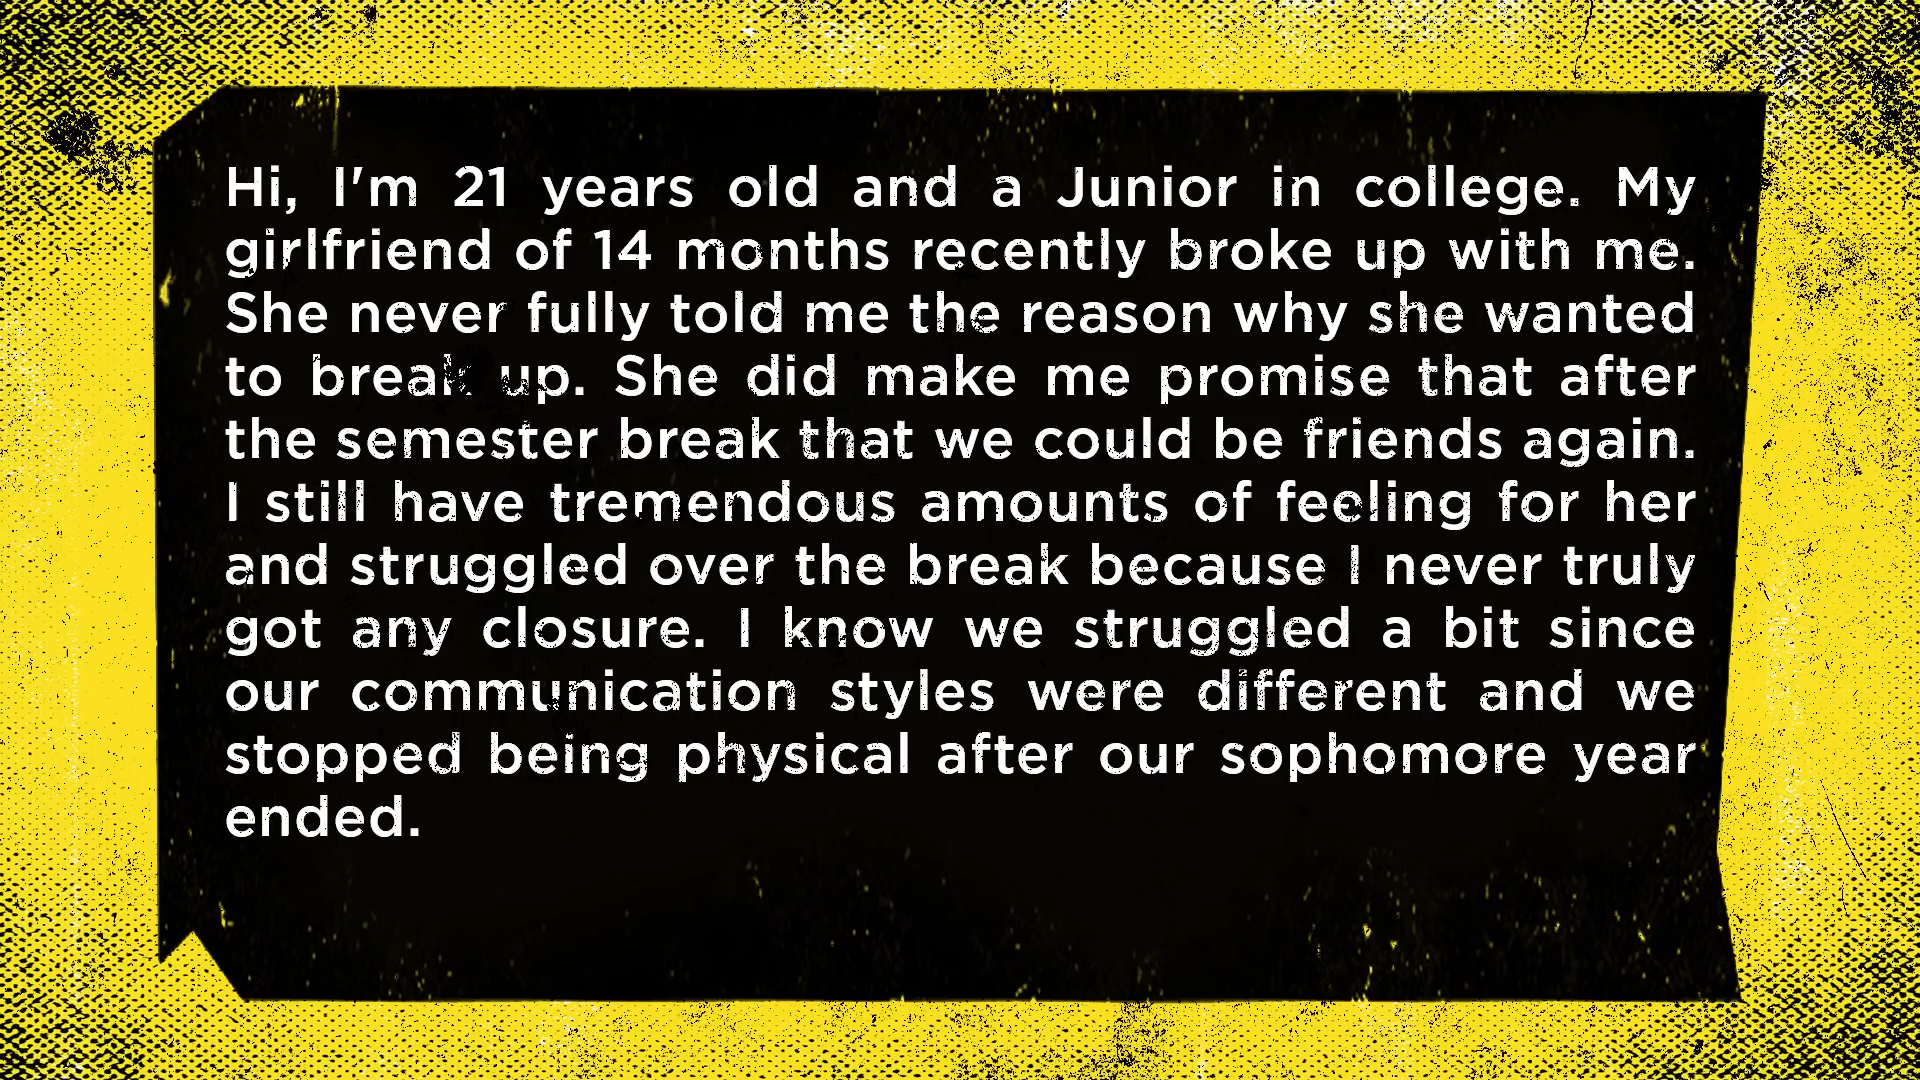 Hi, I'm 21 years old and a Junior in college. My
girlfriend of 14 months recently broke up with me.
She never fully told me the reason why she wanted
to break up. She did make me promise that after
the semester break that we could be friends again.
I still have tremendous amounts of feeling for her
and struggled over the break because I never truly
got any closure. I know we struggled a bit since
our communication styles were different and we
stopped being physical after our sophomore year
ended.